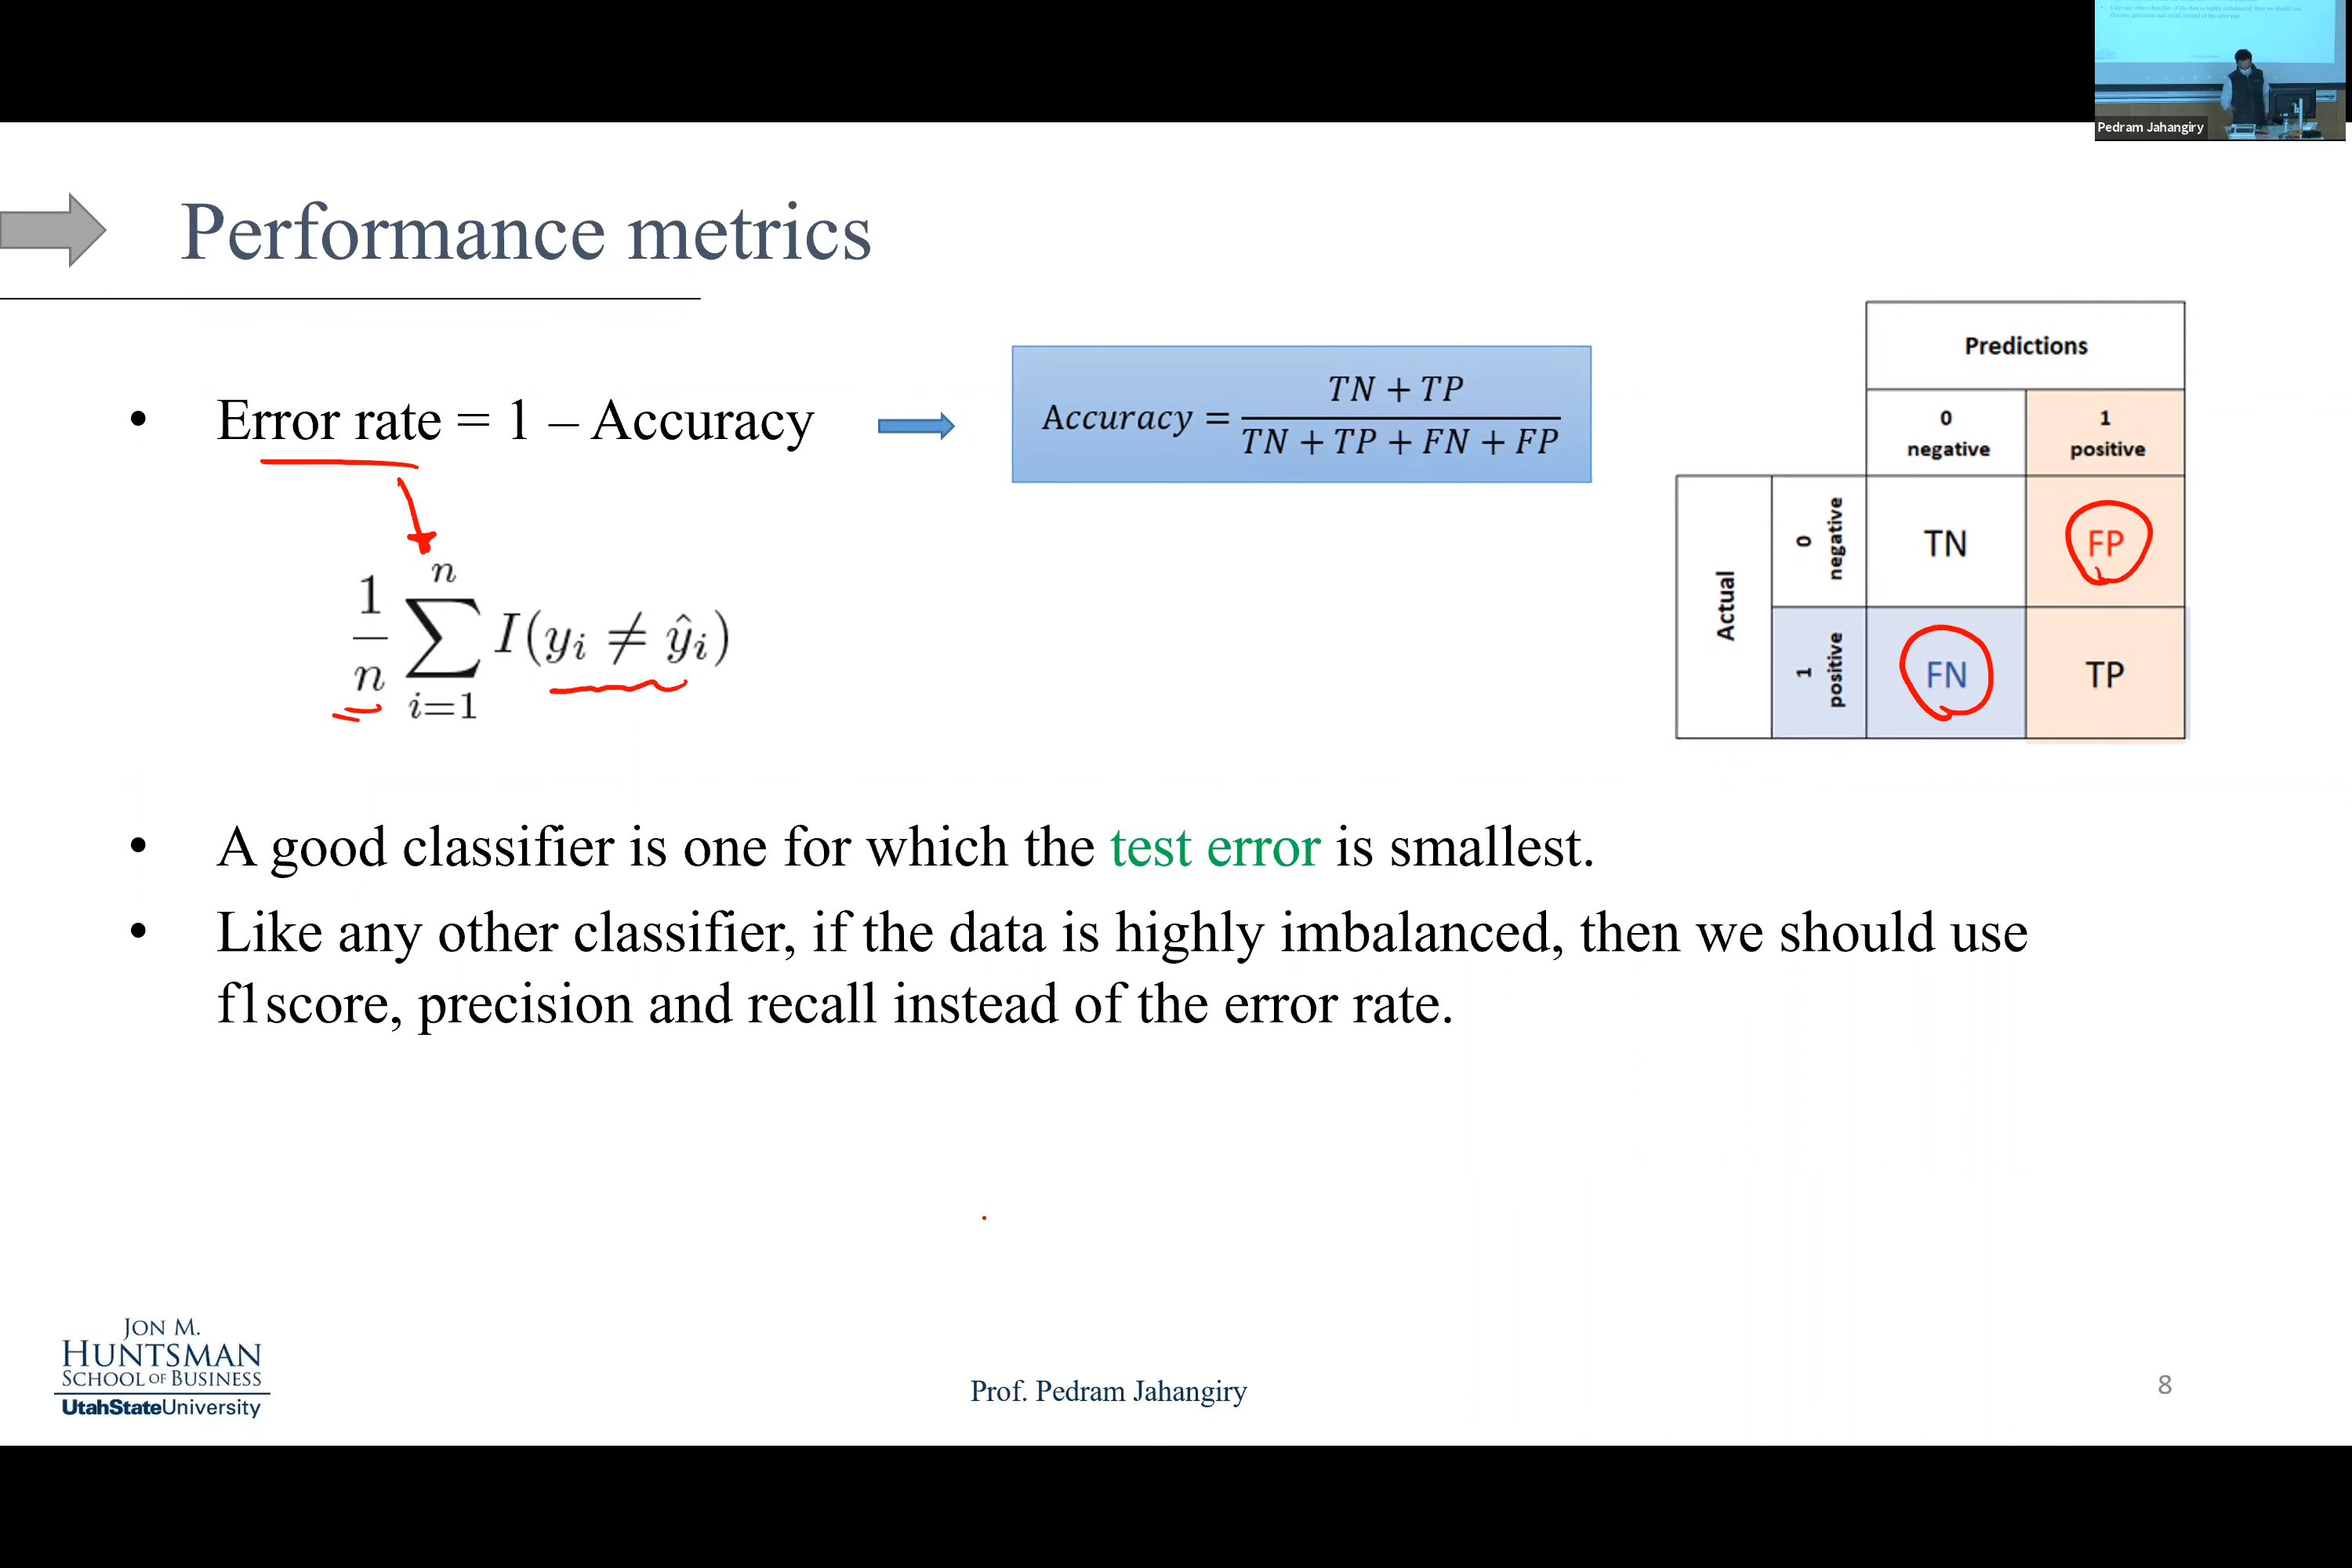 Pedram Jahangiry
Performance metrics
• Error rate = 1 – Accuracy
Accuracy = \frac{TN + TP}{TN + TP + FN + FP}
\frac{1}{n} \sum_{i=1}^{n} I(y_i ≠ ŷ_i)
Predictions
0 negative
1 positive
Actual
0 negative
TN
FP
1 positive
FN
TP
• A good classifier is one for which the test error is smallest.
• Like any other classifier, if the data is highly imbalanced, then we should use
f1score, precision and recall instead of the error rate.
JON M.
HUNTSMAN
SCHOOL OF BUSINESS
UtahStateUniversity
Prof. Pedram Jahangiry
8